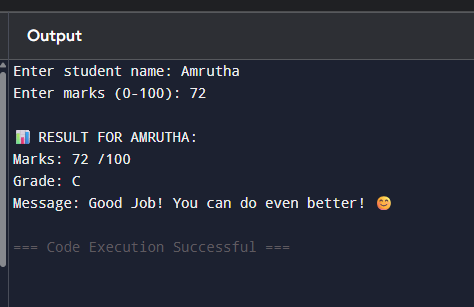 Output
Enter student name: Amrutha
Enter marks (0-100): 72
📊 RESULT FOR AMRUTHA:
Marks: 72 /100
Grade: C
Message: Good Job! You can do even better! 😊
=== Code Execution Successful ===